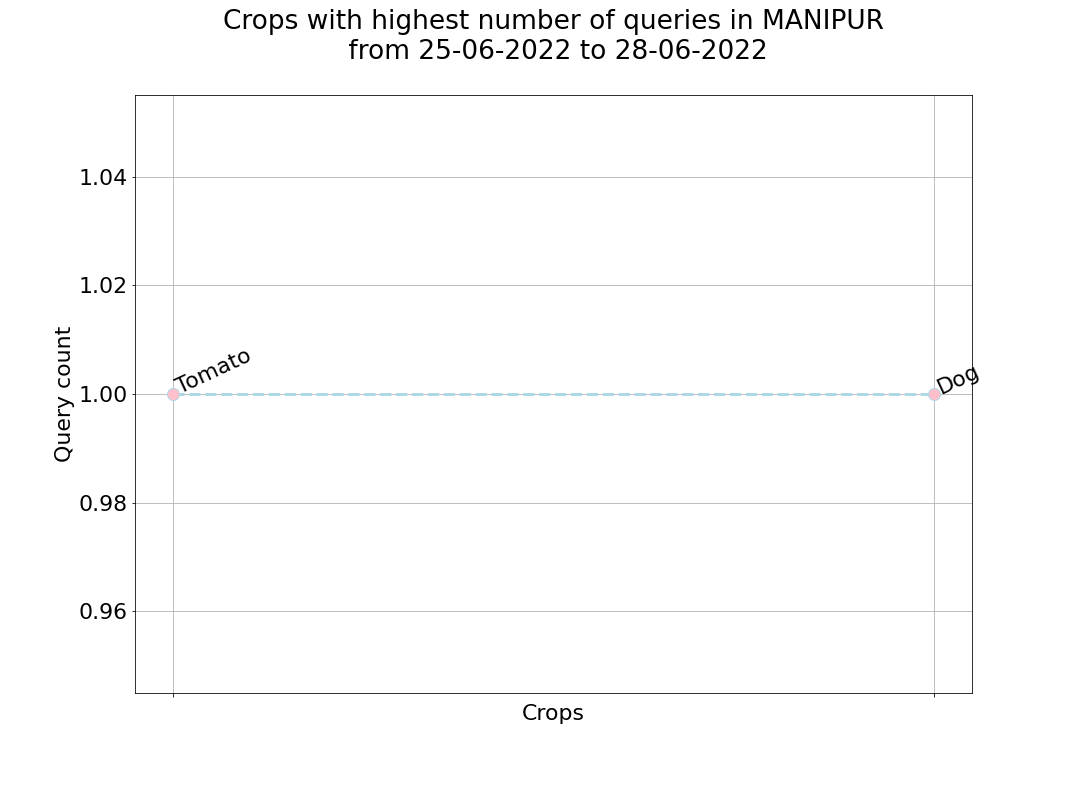 Crops with highest number of queries in MANIPUR
from 25-06-2022 to 28-06-2022
1.04
1.02
1.00
0.98
0.96
Query count
Tomato
Dog
Crops